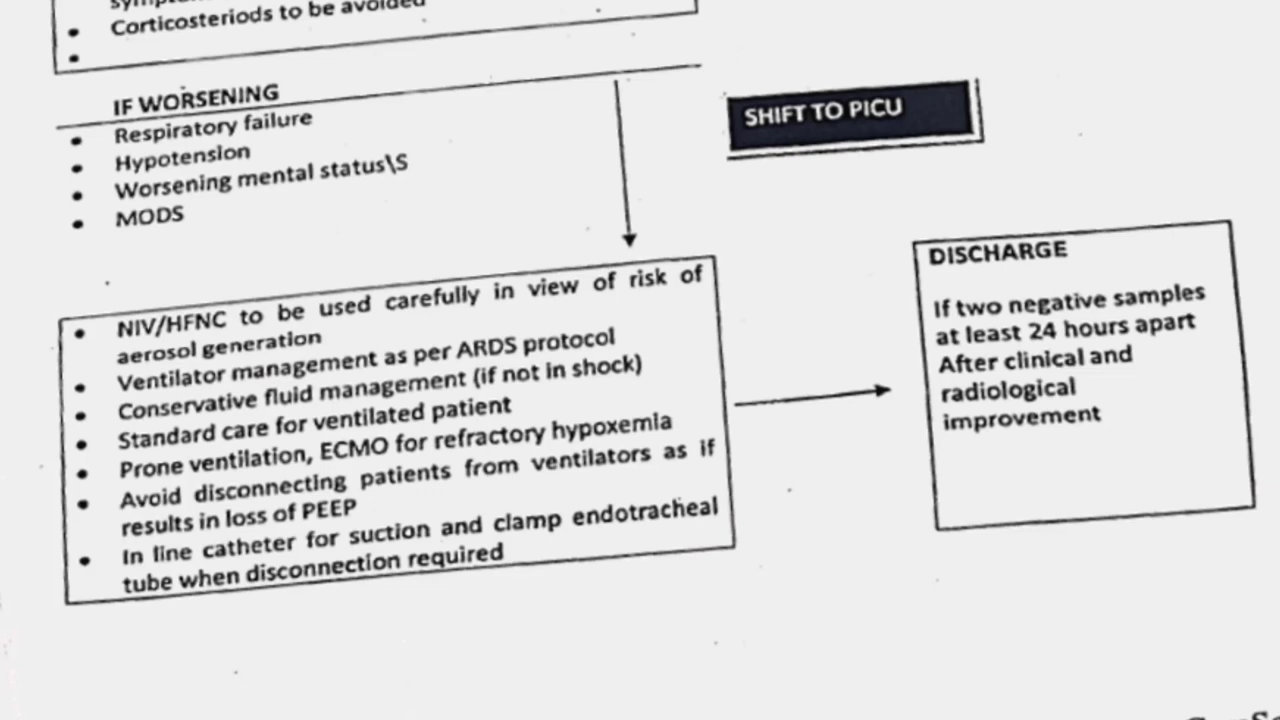 Corticosteriods to be avoided
IF WORSENING
Respiratory failure
Hypotension
Worsening mental status\S
MODS
SHIFT TO PICU
NIV/HFNC to be used carefully in view of risk of
aerosol generation
Ventilator management as per ARDS protocol
Conservative fluid management (if not in shock)
Standard care for ventilated patient
Prone ventilation, ECMO for refractory hypoxemia
Avoid disconnecting patients from ventilators as if
results in loss of PEEP
In line catheter for suction and clamp endotracheal
tube when disconnection required
DISCHARGE
If two negative samples
at least 24 hours apart
After clinical and
radiological
improvement